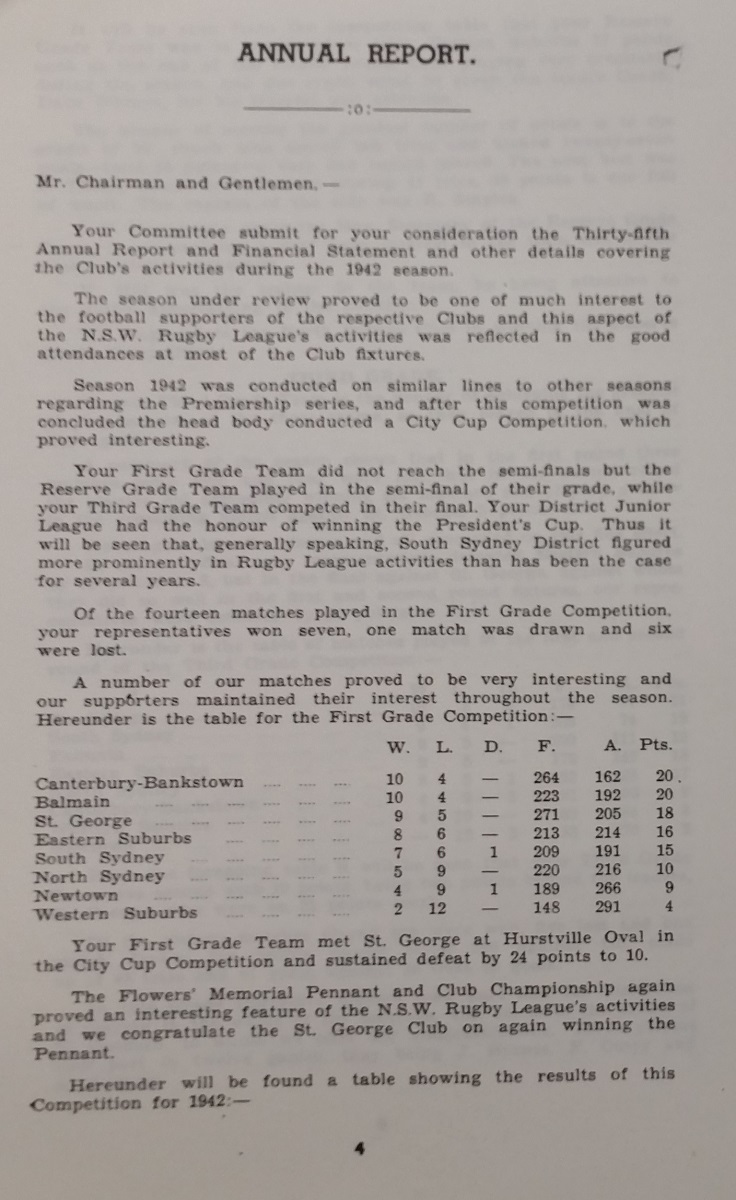 ANNUAL REPORT.
:o:
Mr. Chairman and Gentlemen,—
Your Committee submit for your consideration the Thirty-fifth
Annual Report and Financial Statement and other details covering
the Club's activities during the 1942 season.
The season under review proved to be one of much interest to
the football supporters of the respective Clubs and this aspect of
the N.S.W. Rugby League's activities was reflected in the good
attendances at most of the Club fixtures.
Season 1942 was conducted on similar lines to other seasons
regarding the Premiership series, and after this competition was
concluded the head body conducted a City Cup Competition, which
proved interesting.
Your First Grade Team did not reach the semi-finals but the
Reserve Grade Team played in the semi-final of their grade, while
your Third Grade Team competed in their final. Your District Junior
League had the honour of winning the President's Cup. Thus it
will be seen that, generally speaking, South Sydney District figured
more prominently in Rugby League activities than has been the case
for several years.
Of the fourteen matches played in the First Grade Competition,
your representatives won seven, one match was drawn and six
were lost.
A number of our matches proved to be very interesting and
our supporters maintained their interest throughout the season.
Hereunder is the table for the First Grade Competition:—
W. L. D. F. A. Pts.
Canterbury-Bankstown .... .... .... 10 4 — 264 162 20
Balmain .... .... .... .... .... .... 10 4 — 223 192 20
St. George .... .... .... .... .... 9 5 — 271 205 18
Eastern Suburbs .... .... .... .... 8 6 — 213 214 16
South Sydney .... .... .... .... .... 7 6 1 209 191 15
North Sydney .... .... .... .... .... 5 9 — 220 216 10
Newtown .... .... .... .... .... .... 4 9 1 189 266 9
Western Suburbs .... .... .... .... 2 12 — 148 291 4
Your First Grade Team met St. George at Hurstville Oval in
the City Cup Competition and sustained defeat by 24 points to 10.
The Flowers' Memorial Pennant and Club Championship again
proved an interesting feature of the N.S.W. Rugby League's activities
and we congratulate the St. George Club on again winning the
Pennant.
Hereunder will be found a table showing the results of this
Competition for 1942:—
4